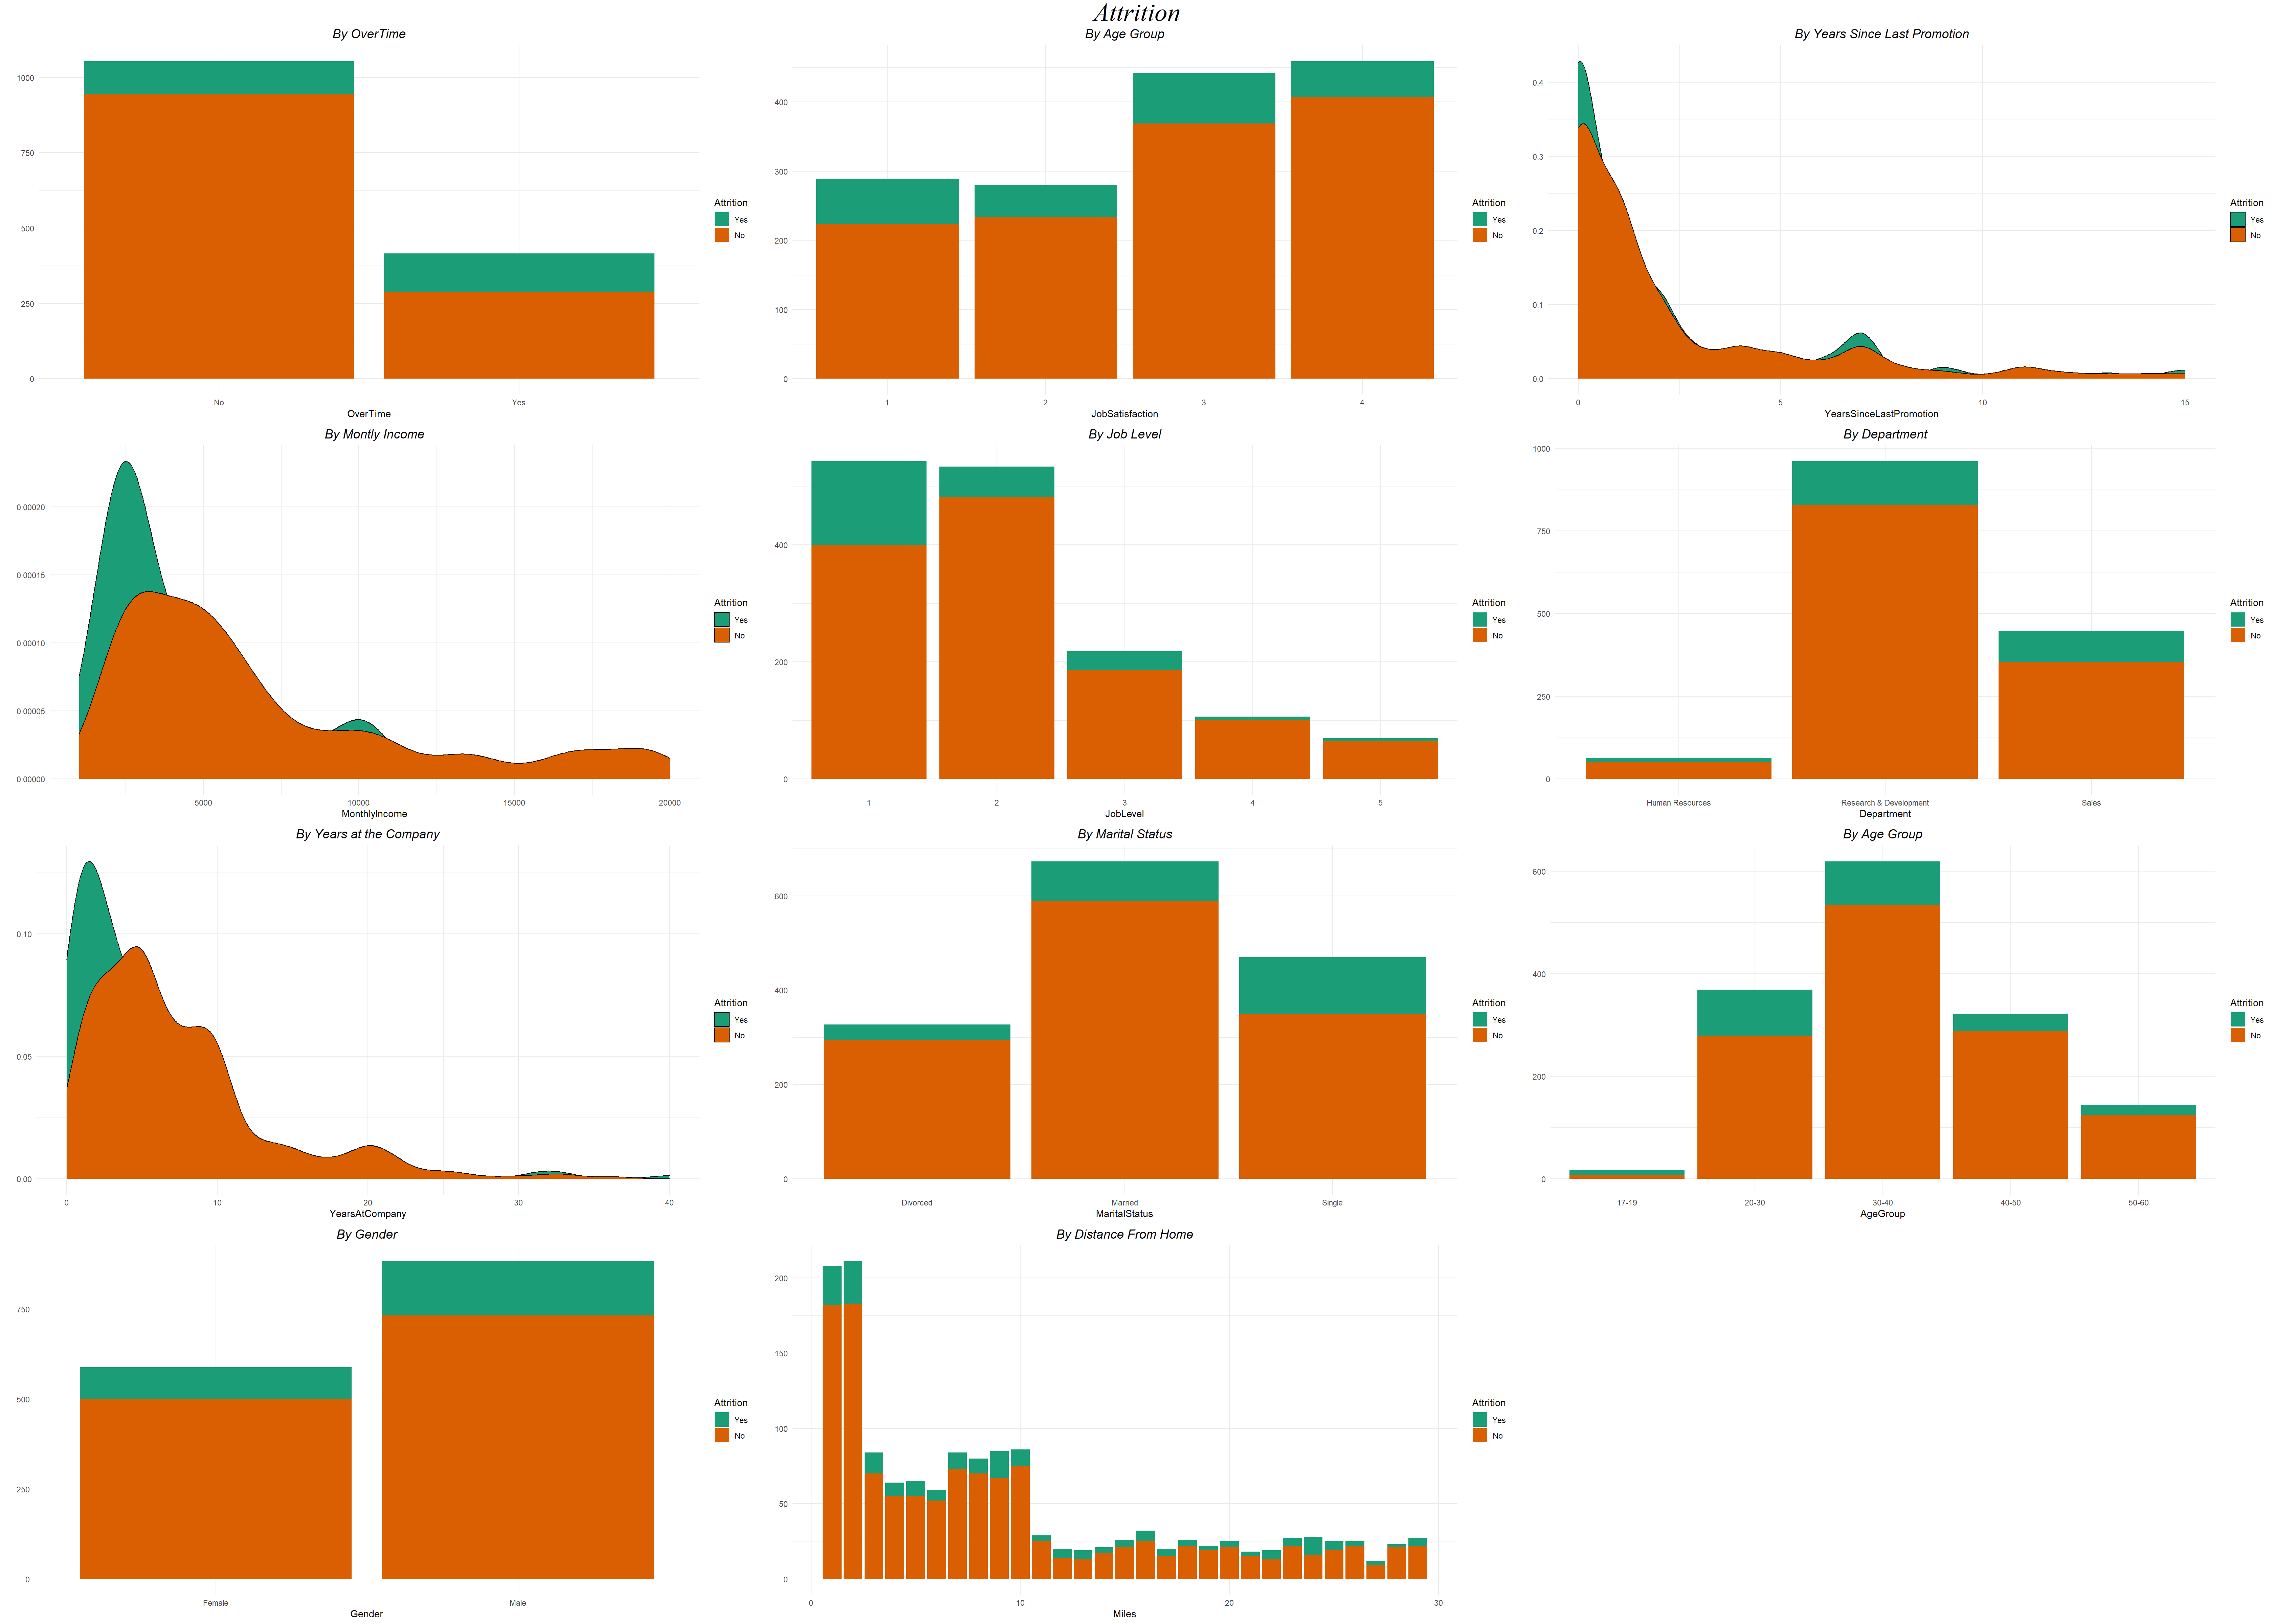 Attrition
By OverTime
1000
750
500
250
0
No
Yes
OverTime
Attrition
Yes
No
By Age Group
400
300
200
100
0
1
2
3
4
JobSatisfaction
Attrition
Yes
No
By Years Since Last Promotion
0.4
0.3
0.2
0.1
0.0
0
5
10
15
YearsSinceLastPromotion
Attrition
Yes
No
By Montly Income
0.00020
0.00015
0.00010
0.00005
0.00000
5000
10000
15000
20000
MonthlyIncome
Attrition
Yes
No
By Job Level
400
200
0
1
2
3
4
5
JobLevel
Attrition
Yes
No
By Department
1000
750
500
250
0
Human Resources
Research & Development
Sales
Department
Attrition
Yes
No
By Years at the Company
0.10
0.05
0.00
0
10
20
30
40
YearsAtCompany
Attrition
Yes
No
By Marital Status
600
400
200
0
Divorced
Married
Single
MaritalStatus
Attrition
Yes
No
By Age Group
600
400
200
0
17-19
20-30
30-40
40-50
50-60
AgeGroup
Attrition
Yes
No
By Gender
750
500
250
0
Female
Male
Gender
Attrition
Yes
No
By Distance From Home
200
150
100
50
0
0
10
20
30
Miles
Attrition
Yes
No